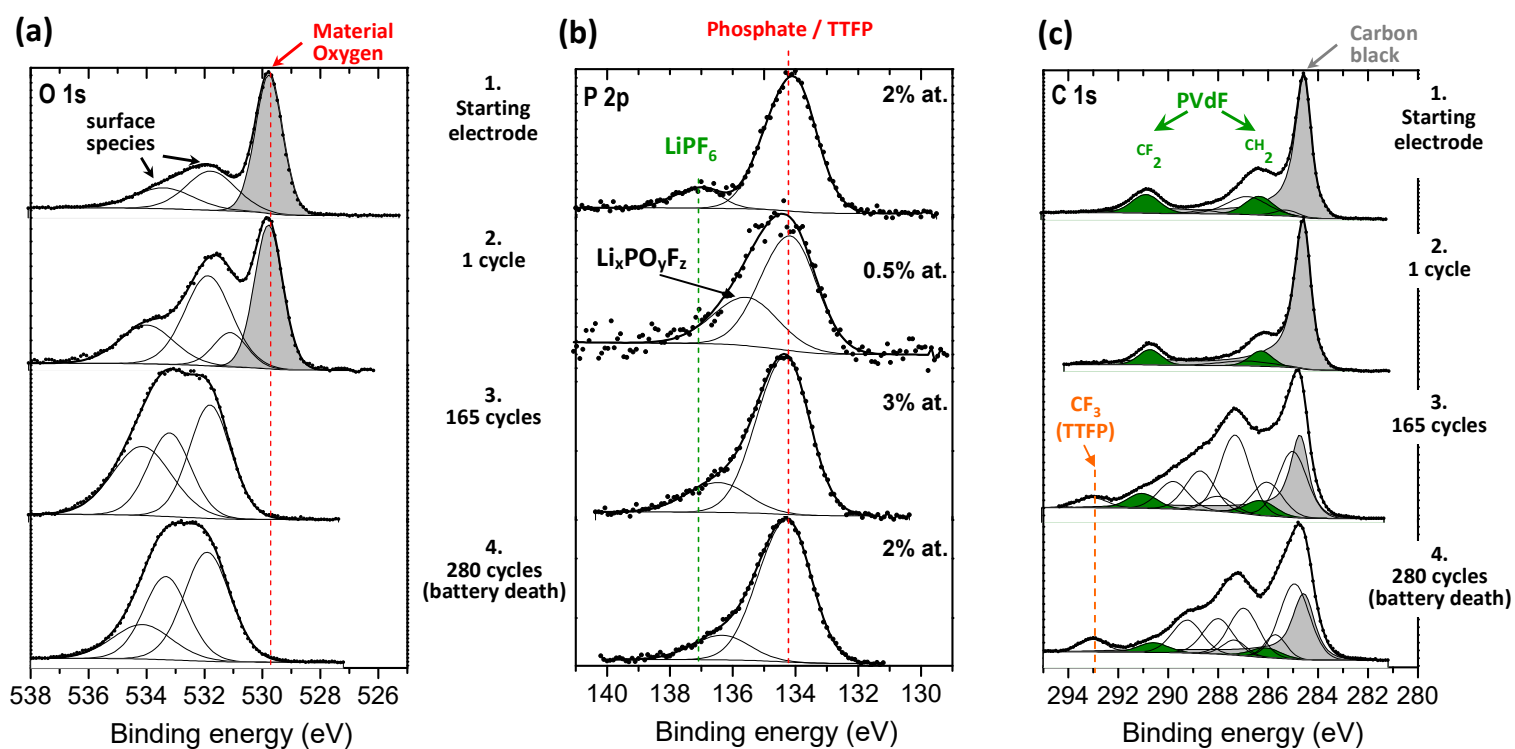 (a)
Material
Oxygen
O 1s
surface
species
1.
Starting
electrode
2.
1 cycle
3.
165 cycles
4.
280 cycles
(battery death)
538 536 534 532 530 528 526
Binding energy (eV)
(b)
Phosphate / TTFP
P 2p
2% at.
LiPF6
LixPOyFz
0.5% at.
3% at.
2% at.
140 138 136 134 132 130
Binding energy (eV)
(c)
Carbon
black
C 1s
PVdF
CF2
CH2
1.
Starting
electrode
2.
1 cycle
3.
165 cycles
CF3
(TTFP)
4.
280 cycles
(battery death)
294 292 290 288 286 284 282 280
Binding energy (eV)